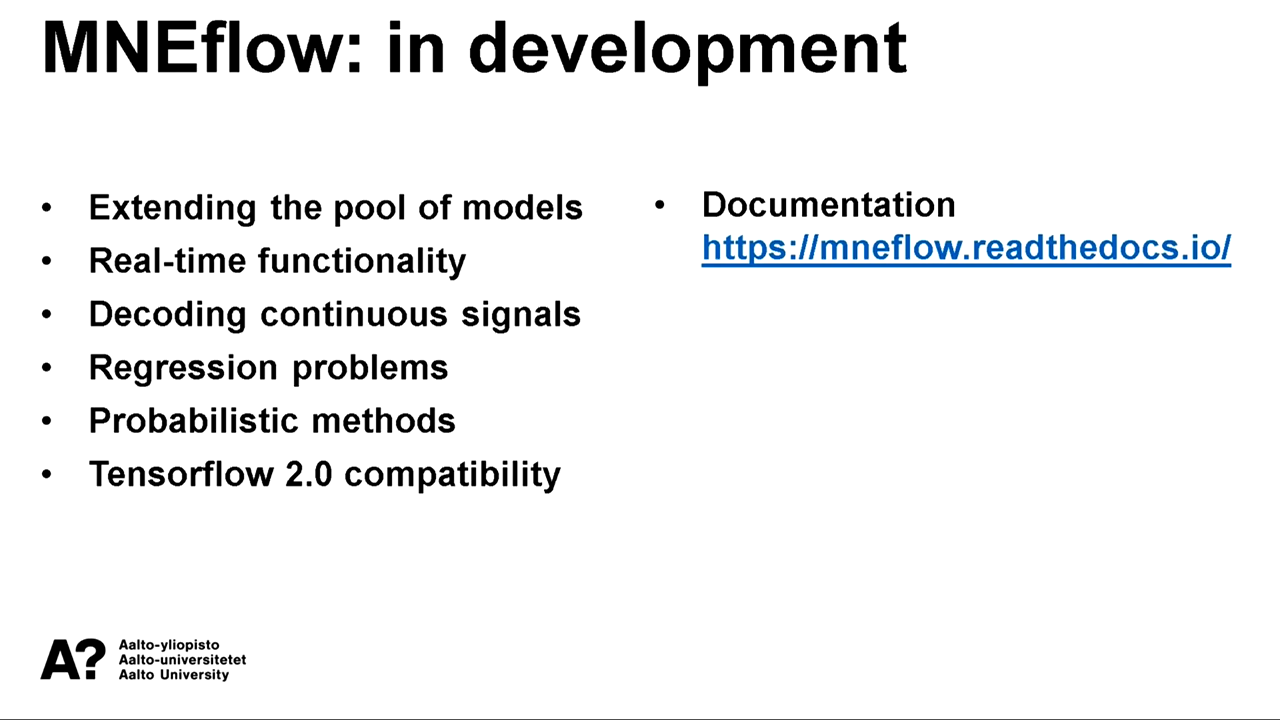 MNEflow: in development
• Extending the pool of models
• Real-time functionality
• Decoding continuous signals
• Regression problems
• Probabilistic methods
• Tensorflow 2.0 compatibility
• Documentation
https://mneflow.readthedocs.io/
A?
Aalto-yliopisto
Aalto-universitetet
Aalto University